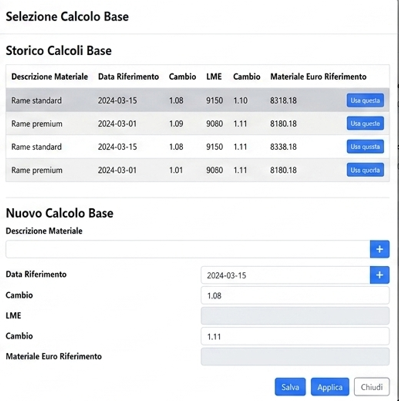 Selezione Calcolo Base
Storico Calcoli Base
Descrizione Materiale Data Riferimento Cambio LME Cambio Materiale Euro Riferimento
Rame standard 2024-03-15 1.08 9150 1.10 8318.18 Usa questa
Rame premium 2024-03-01 1.09 9080 1.11 8180.18 Usa questa
Rame standard 2024-03-15 1.08 9150 1.11 8338.18 Usa questa
Rame premium 2024-03-01 1.01 9080 1.11 8180.18 Usa questa
Nuovo Calcolo Base
Descrizione Materiale
+
Data Riferimento 2024-03-15 +
Cambio 1.08
LME
Cambio 1.11
Materiale Euro Riferimento
Salva Applica Chiudi